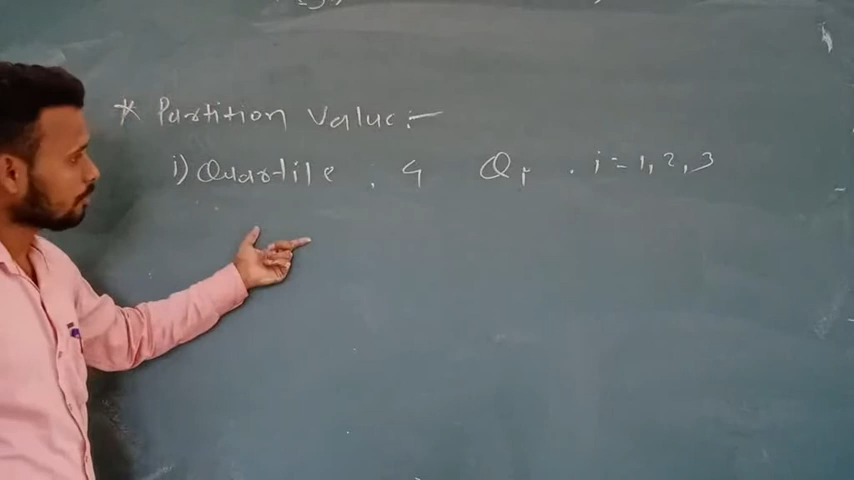 * Partition Value:-
i) Quartile . 4 Qi . i = 1, 2, 3